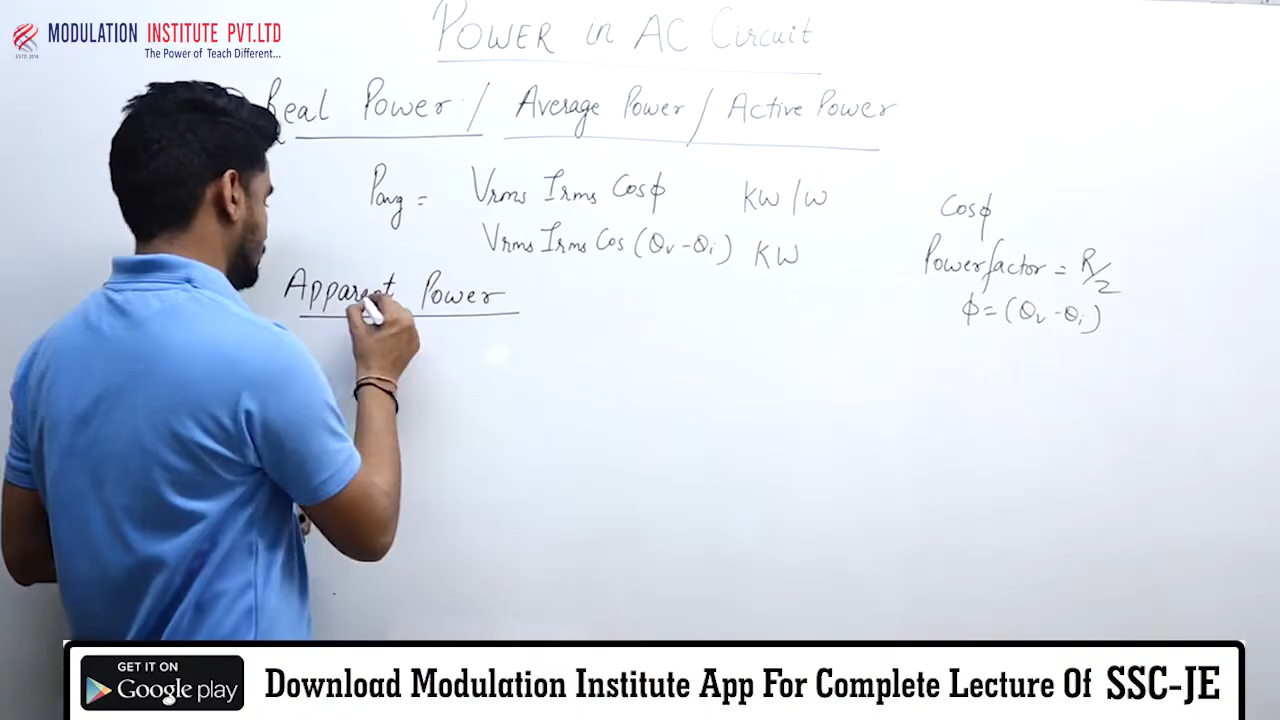 MODULATION INSTITUTE PVT.LTD
The Power of Teach Different...
ESTD.2014
POWER in AC Circuit
Real Power / Average Power / Active Power
Pavg = Vrms Irms Cosϕ KW/W
Vrms Irms Cos (θv - θi) KW
Cosϕ
Powerfactor = R/Z
ϕ = (θv - θi)
Apparent Power
GET IT ON
Google play
Download Modulation Institute App For Complete Lecture Of SSC-JE